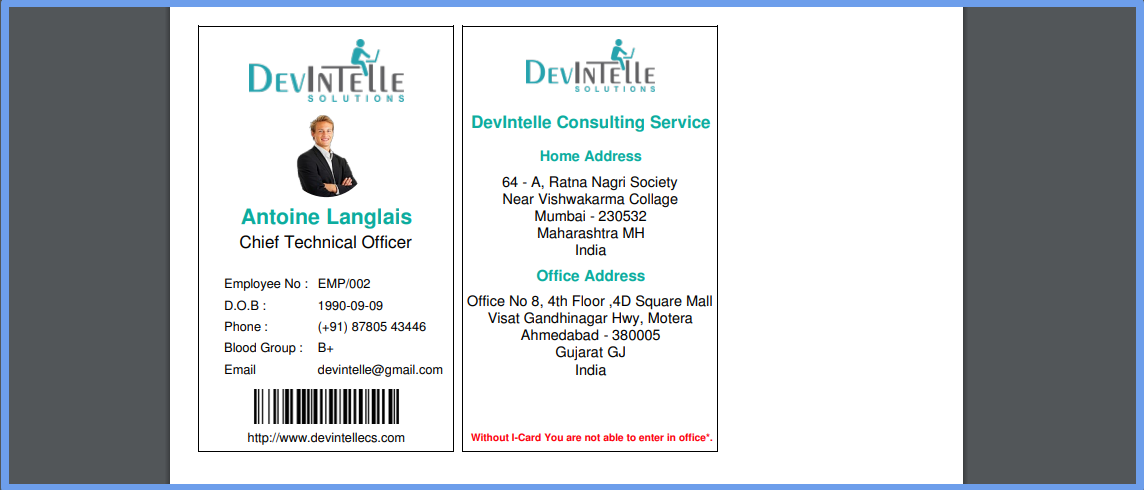 DEVINTELLE
SOLUTIONS
Antoine Langlais
Chief Technical Officer
Employee No : EMP/002
D.O.B : 1990-09-09
Phone : (+91) 87805 43446
Blood Group : B+
Email devintelle@gmail.com
http://www.devintellecs.com
DEVINTELLE
SOLUTIONS
DevIntelle Consulting Service
Home Address
64 - A, Ratna Nagri Society
Near Vishwakarma Collage
Mumbai - 230532
Maharashtra MH
India
Office Address
Office No 8, 4th Floor ,4D Square Mall
Visat Gandhinagar Hwy, Motera
Ahmedabad - 380005
Gujarat GJ
India
Without I-Card You are not able to enter in office*.